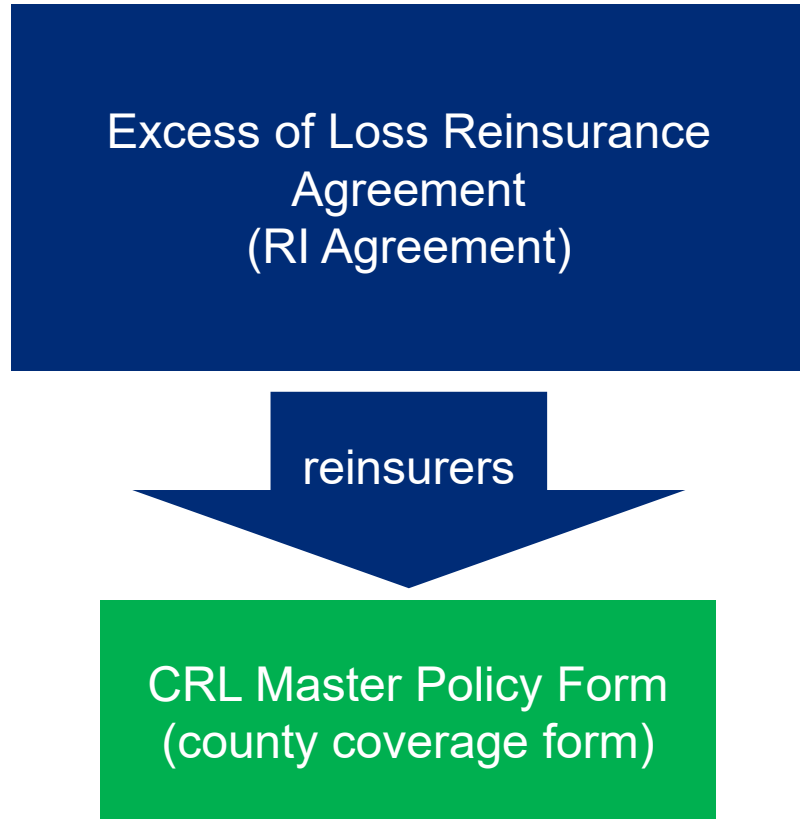 Excess of Loss Reinsurance
Agreement
(RI Agreement)
reinsurers
CRL Master Policy Form
(county coverage form)